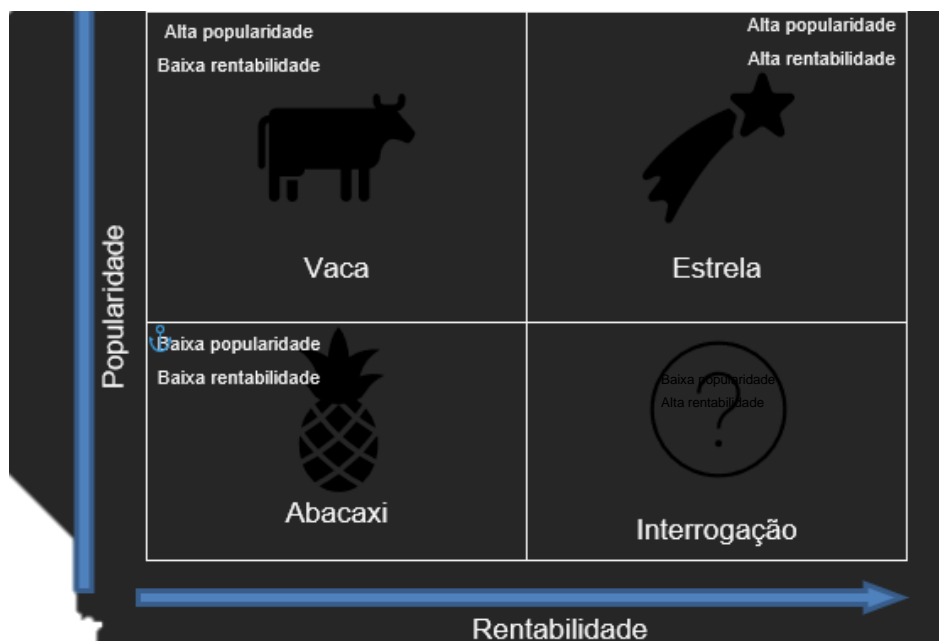 Alta popularidade
Baixa rentabilidade
Vaca
Alta popularidade
Alta rentabilidade
Estrela
Popularidade
Baixa popularidade
Baixa rentabilidade
Abacaxi
Baixa popularidade
Alta rentabilidade
?
Interrogação
Rentabilidade